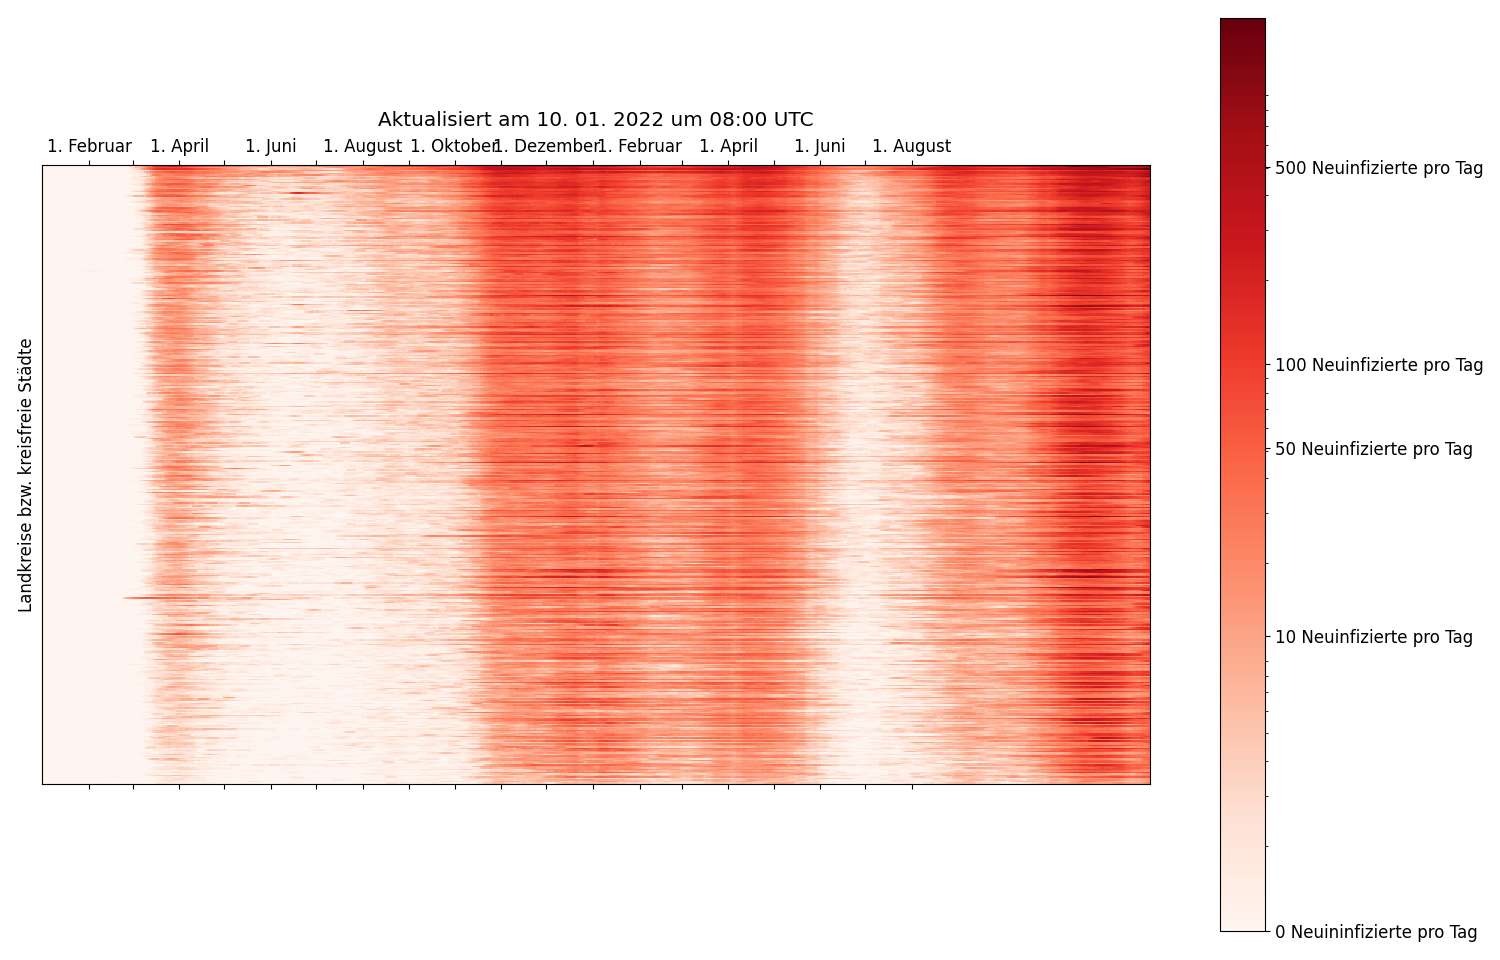 Aktualisiert am 10. 01. 2022 um 08:00 UTC
1. Februar 1. April 1. Juni 1. August 1. Oktober 1. Dezember 1. Februar 1. April 1. Juni 1. August
Landkreise bzw. kreisfreie Städte
500 Neuinfizierte pro Tag
100 Neuinfizierte pro Tag
50 Neuinfizierte pro Tag
10 Neuinfizierte pro Tag
0 Neuininfizierte pro Tag